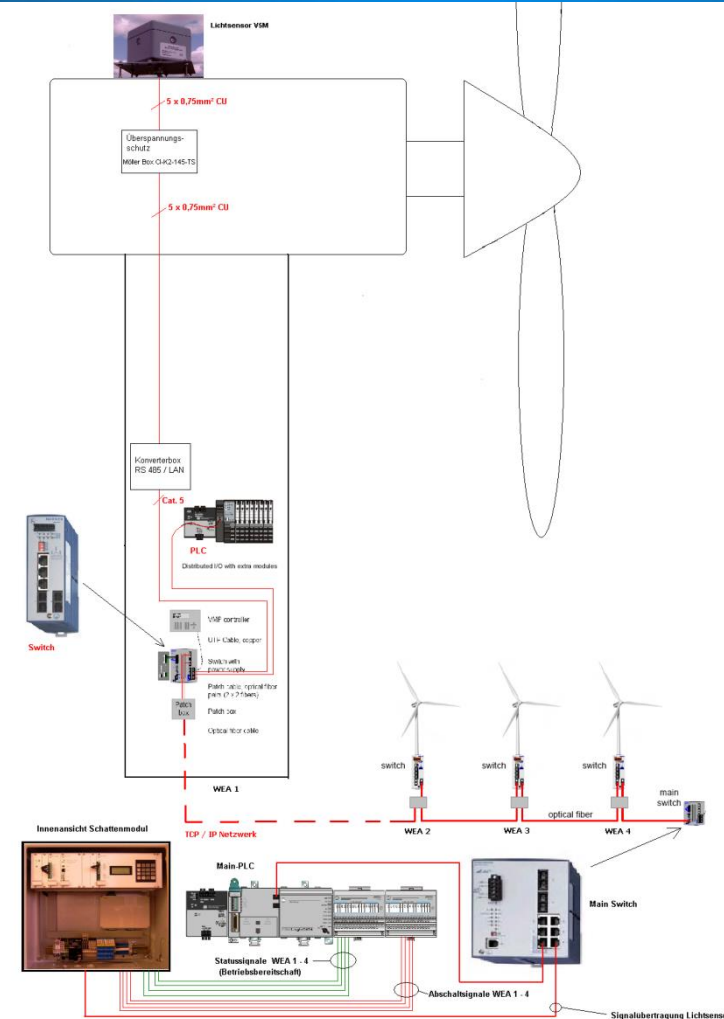 Lichtsensor VSM
5 x 0,75mm² CU
Überspannungs-
schutz
Möller Box CI-K2-145-TS
5 x 0,75mm² CU
Konverterbox
RS 485 / LAN
Cat. 5
PLC
Distributed I/O with extra modules
Switch
VMP controller
UTP Cable, copper
Switch with
power supply
Patch cable, optical fiber
pairs (2 x 2 fibers)
Patch
box
Patch box
Optical fiber cable
WEA 1
switch
switch
switch
main
switch
optical fiber
TCP / IP Netzwerk
WEA 2
WEA 3
WEA 4
Innenansicht Schattenmodul
Main-PLC
Main Switch
Statussignale WEA 1 - 4
(Betriebsbereitschaft)
Abschaltsignale WEA 1 - 4
Signalübertragung Lichtsens